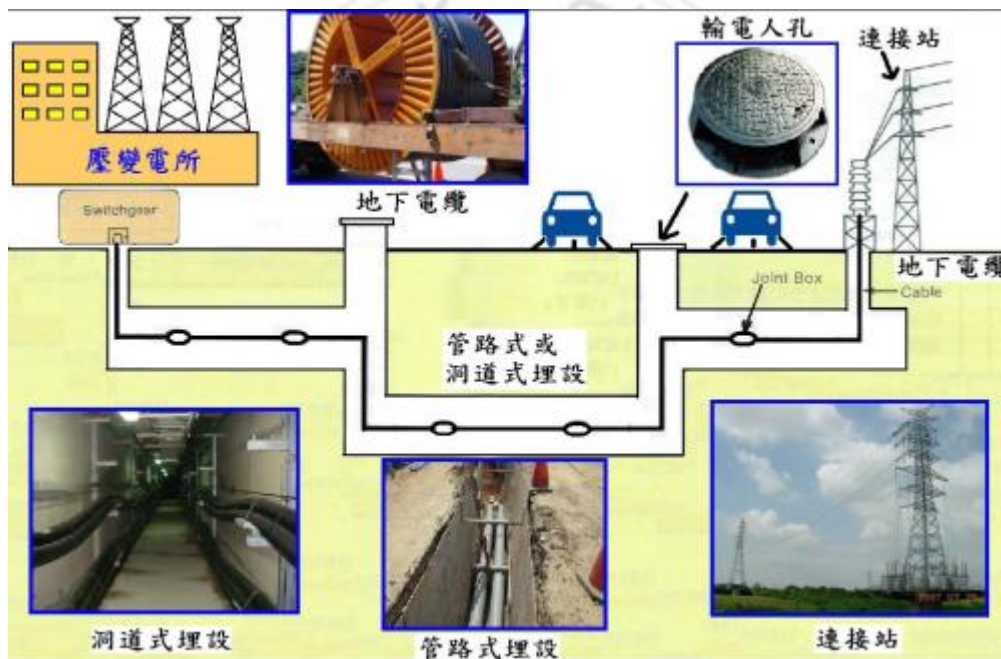 輸電人孔
連接站
壓變電所
Switchgear
地下電纜
地下電纜
Joint Box
Cable
管路式或
洞道式埋設
洞道式埋設
管路式埋設
連接站